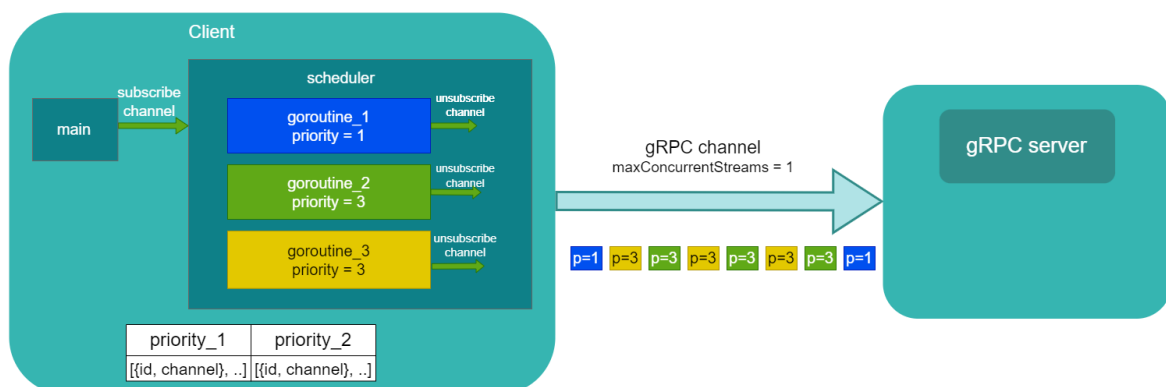 Client
subscribe
channel
main
scheduler
goroutine_1
priority = 1
unsubscribe
channel
goroutine_2
priority = 3
unsubscribe
channel
goroutine_3
priority = 3
unsubscribe
channel
priority_1 priority_2
[{id, channel}, ..] [{id, channel}, ..]
gRPC channel
maxConcurrentStreams = 1
p=1 p=3 p=3 p=3 p=3 p=3 p=3 p=1
gRPC server